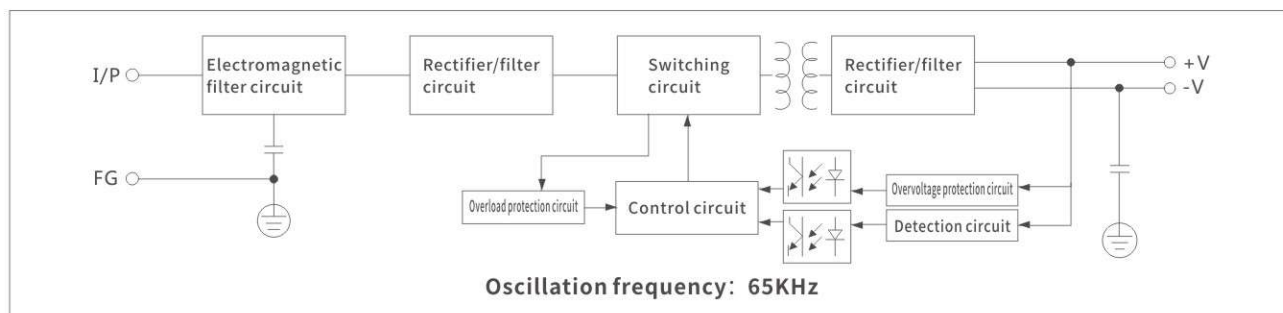 I/P
Electromagnetic
filter circuit
Rectifier/filter
circuit
Switching
circuit
Rectifier/filter
circuit
+V
-V
FG
Overload protection circuit
Control circuit
Overvoltage protection circuit
Detection circuit
Oscillation frequency: 65KHz